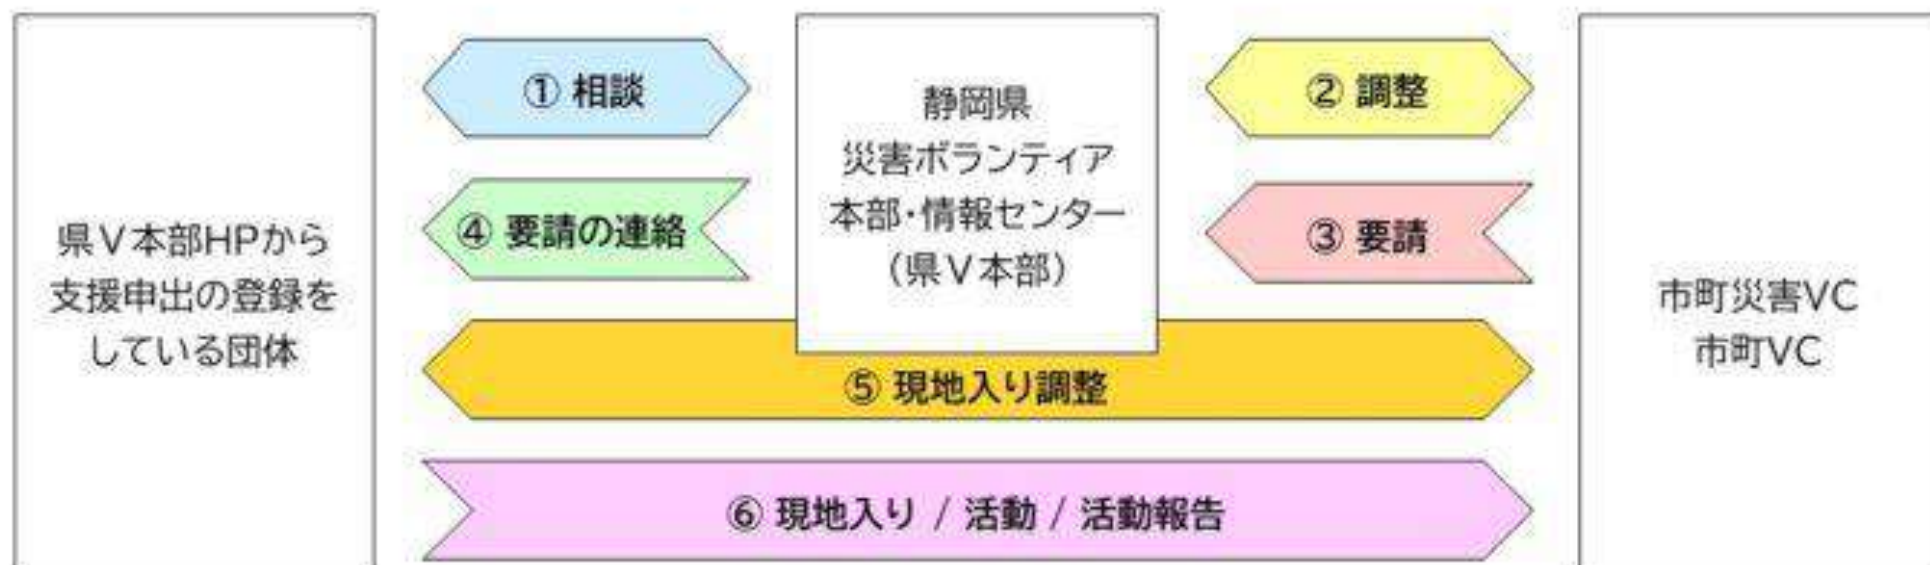 県V本部HPから
支援申出の登録を
している団体
① 相談
④ 要請の連絡
静岡県
災害ボランティア
本部・情報センター
(県V本部)
② 調整
③ 要請
⑤ 現地入り調整
⑥ 現地入り / 活動 / 活動報告
市町災害VC
市町VC